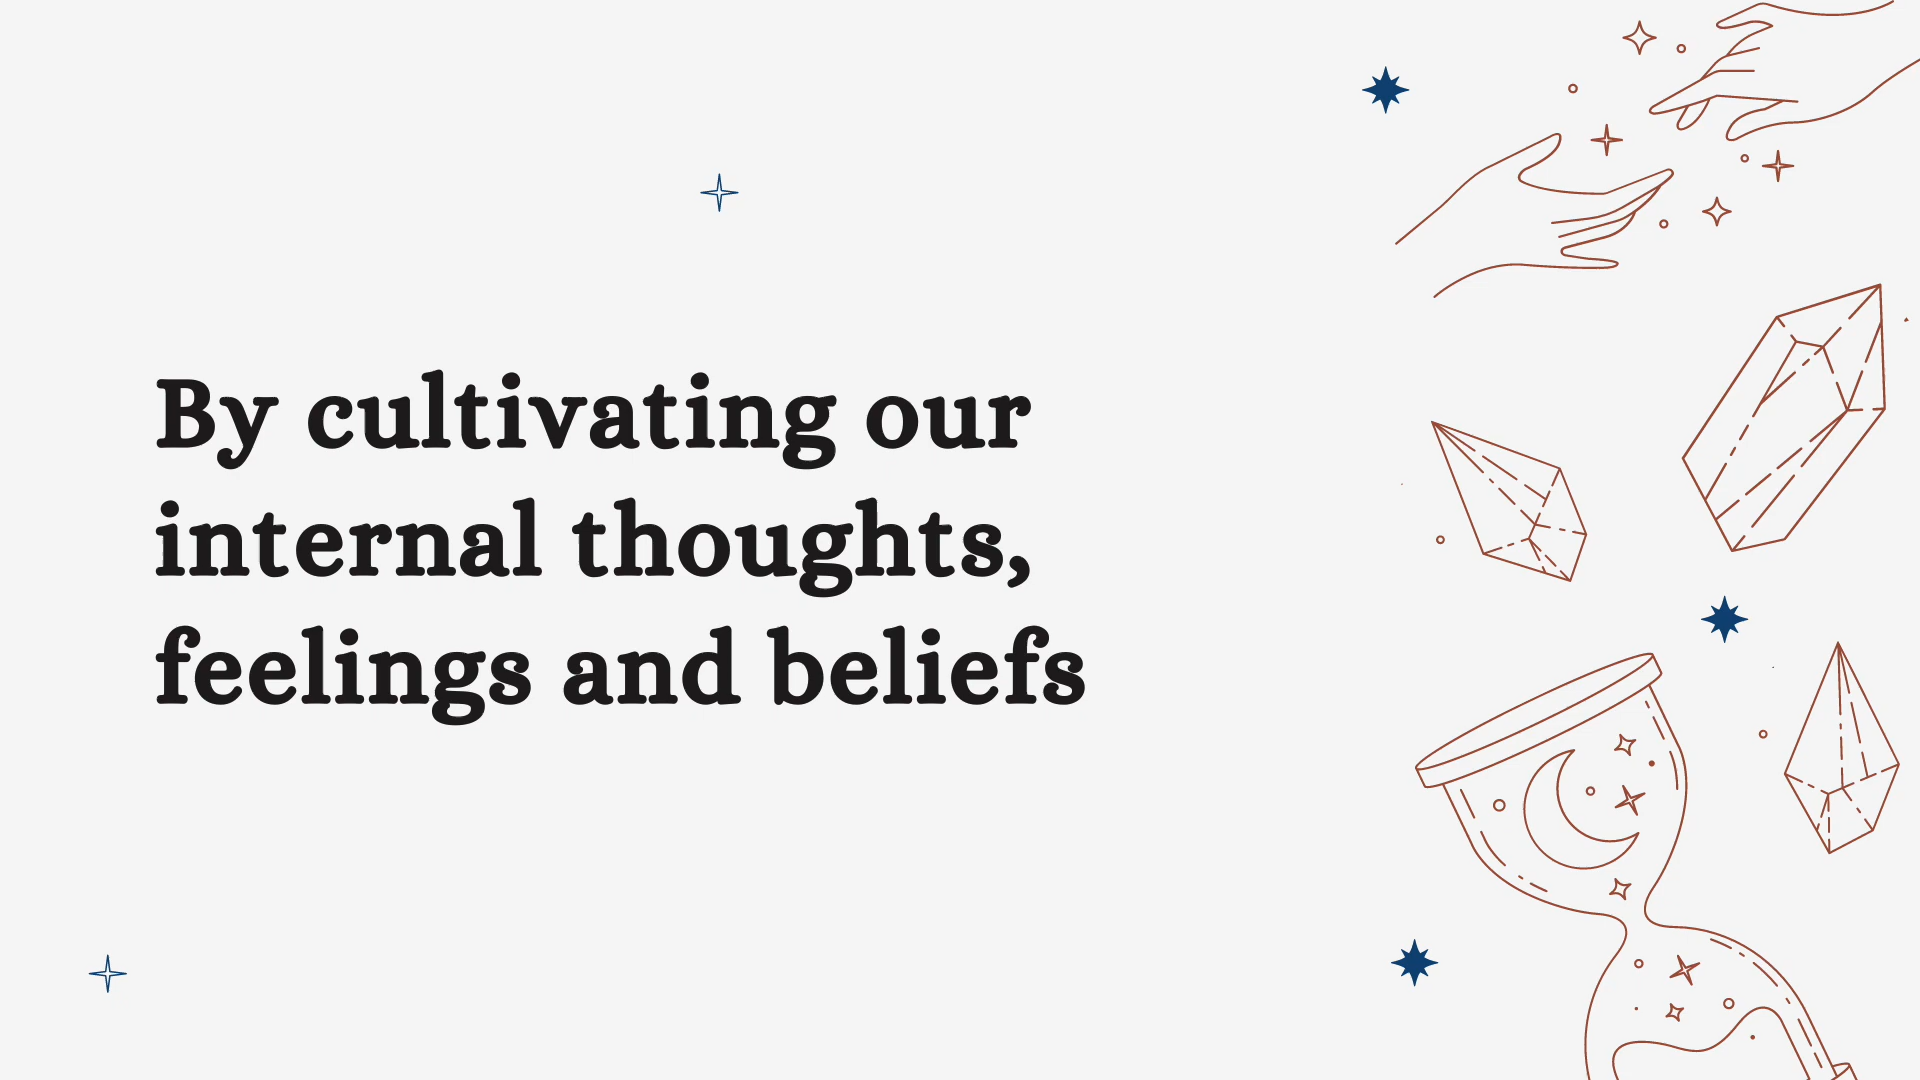 By cultivating our
internal thoughts,
feelings and beliefs